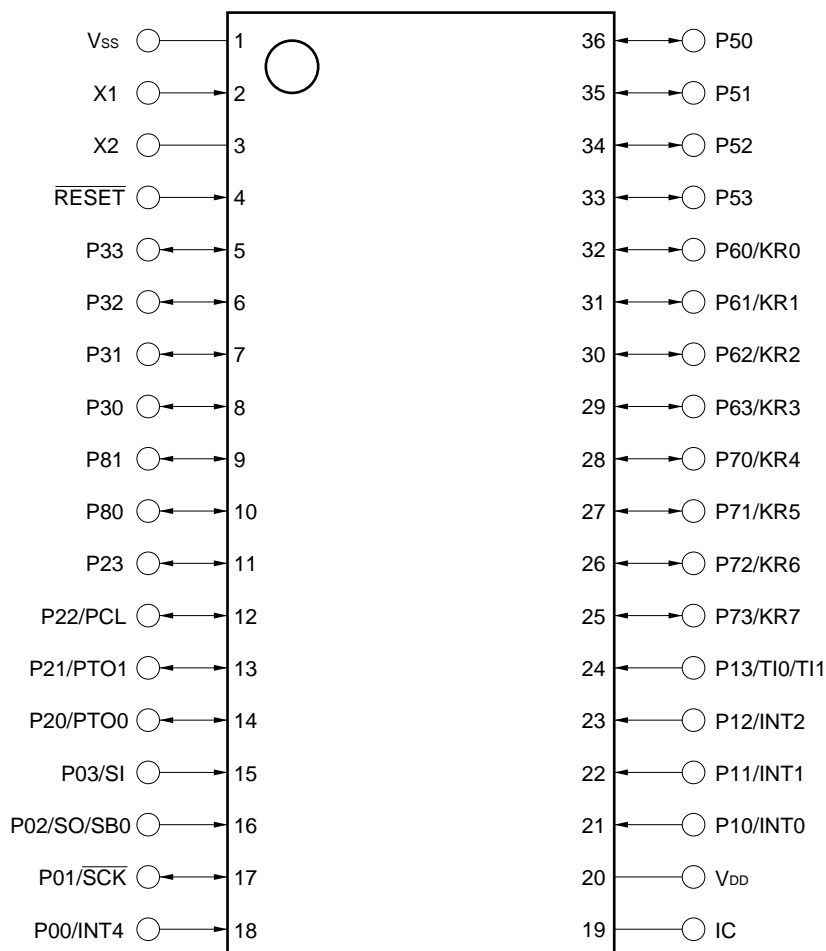 VSS 1 36 P50
X1 2 35 P51
X2 3 34 P52
R̅E̅S̅E̅T̅ 4 33 P53
P33 5 32 P60/KR0
P32 6 31 P61/KR1
P31 7 30 P62/KR2
P30 8 29 P63/KR3
P81 9 28 P70/KR4
P80 10 27 P71/KR5
P23 11 26 P72/KR6
P22/PCL 12 25 P73/KR7
P21/PTO1 13 24 P13/TI0/TI1
P20/PTO0 14 23 P12/INT2
P03/SI 15 22 P11/INT1
P02/SO/SB0 16 21 P10/INT0
P01/S̅C̅K̅ 17 20 VDD
P00/INT4 18 19 IC